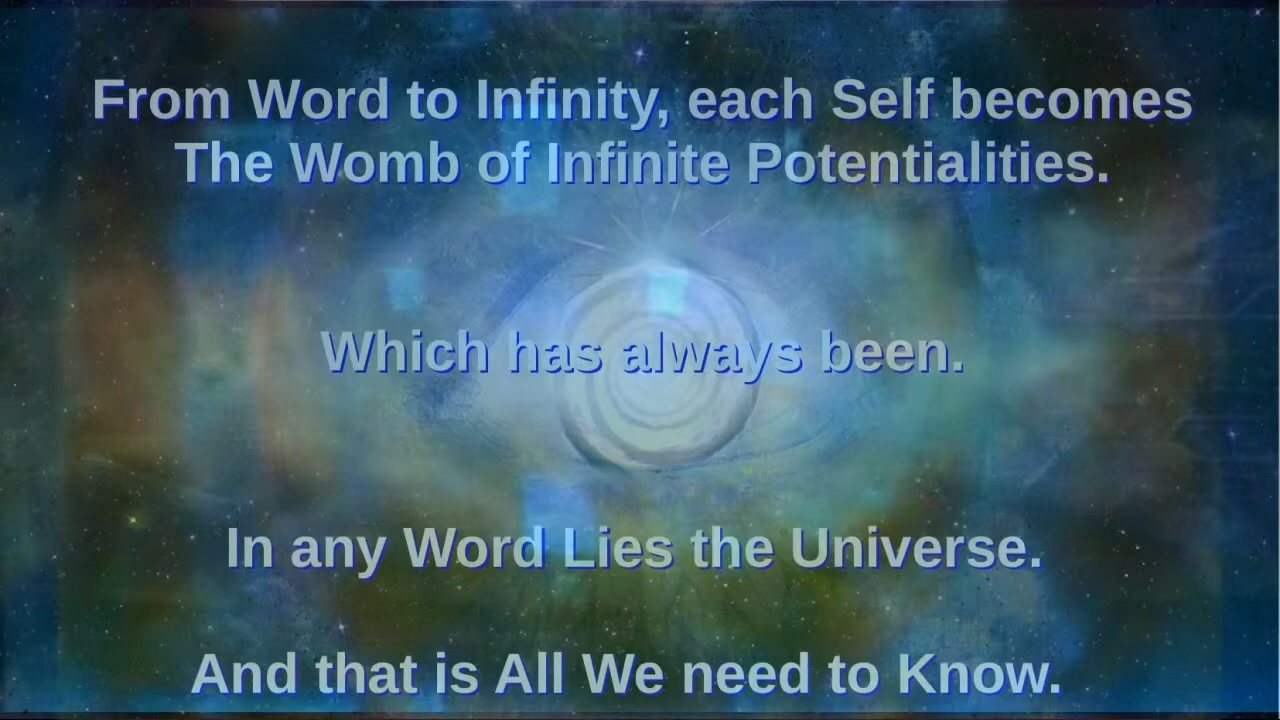 From Word to Infinity, each Self becomes
The Womb of Infinite Potentialities.
Which has always been.
In any Word Lies the Universe.
And that is All We need to Know.